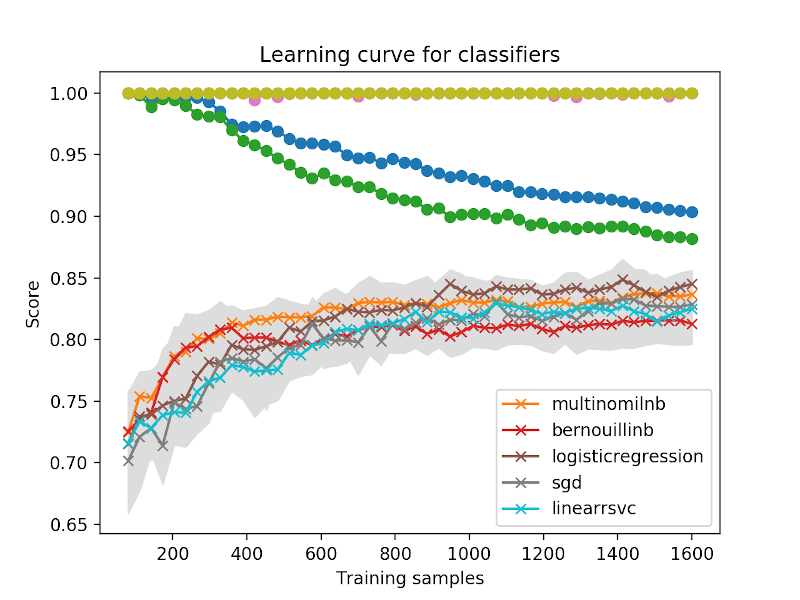 Learning curve for classifiers
Score
1.00
0.95
0.90
0.85
0.80
0.75
0.70
0.65
multinomilnb
bernouillinb
logisticregression
sgd
linearrsvc
200 400 600 800 1000 1200 1400 1600
Training samples